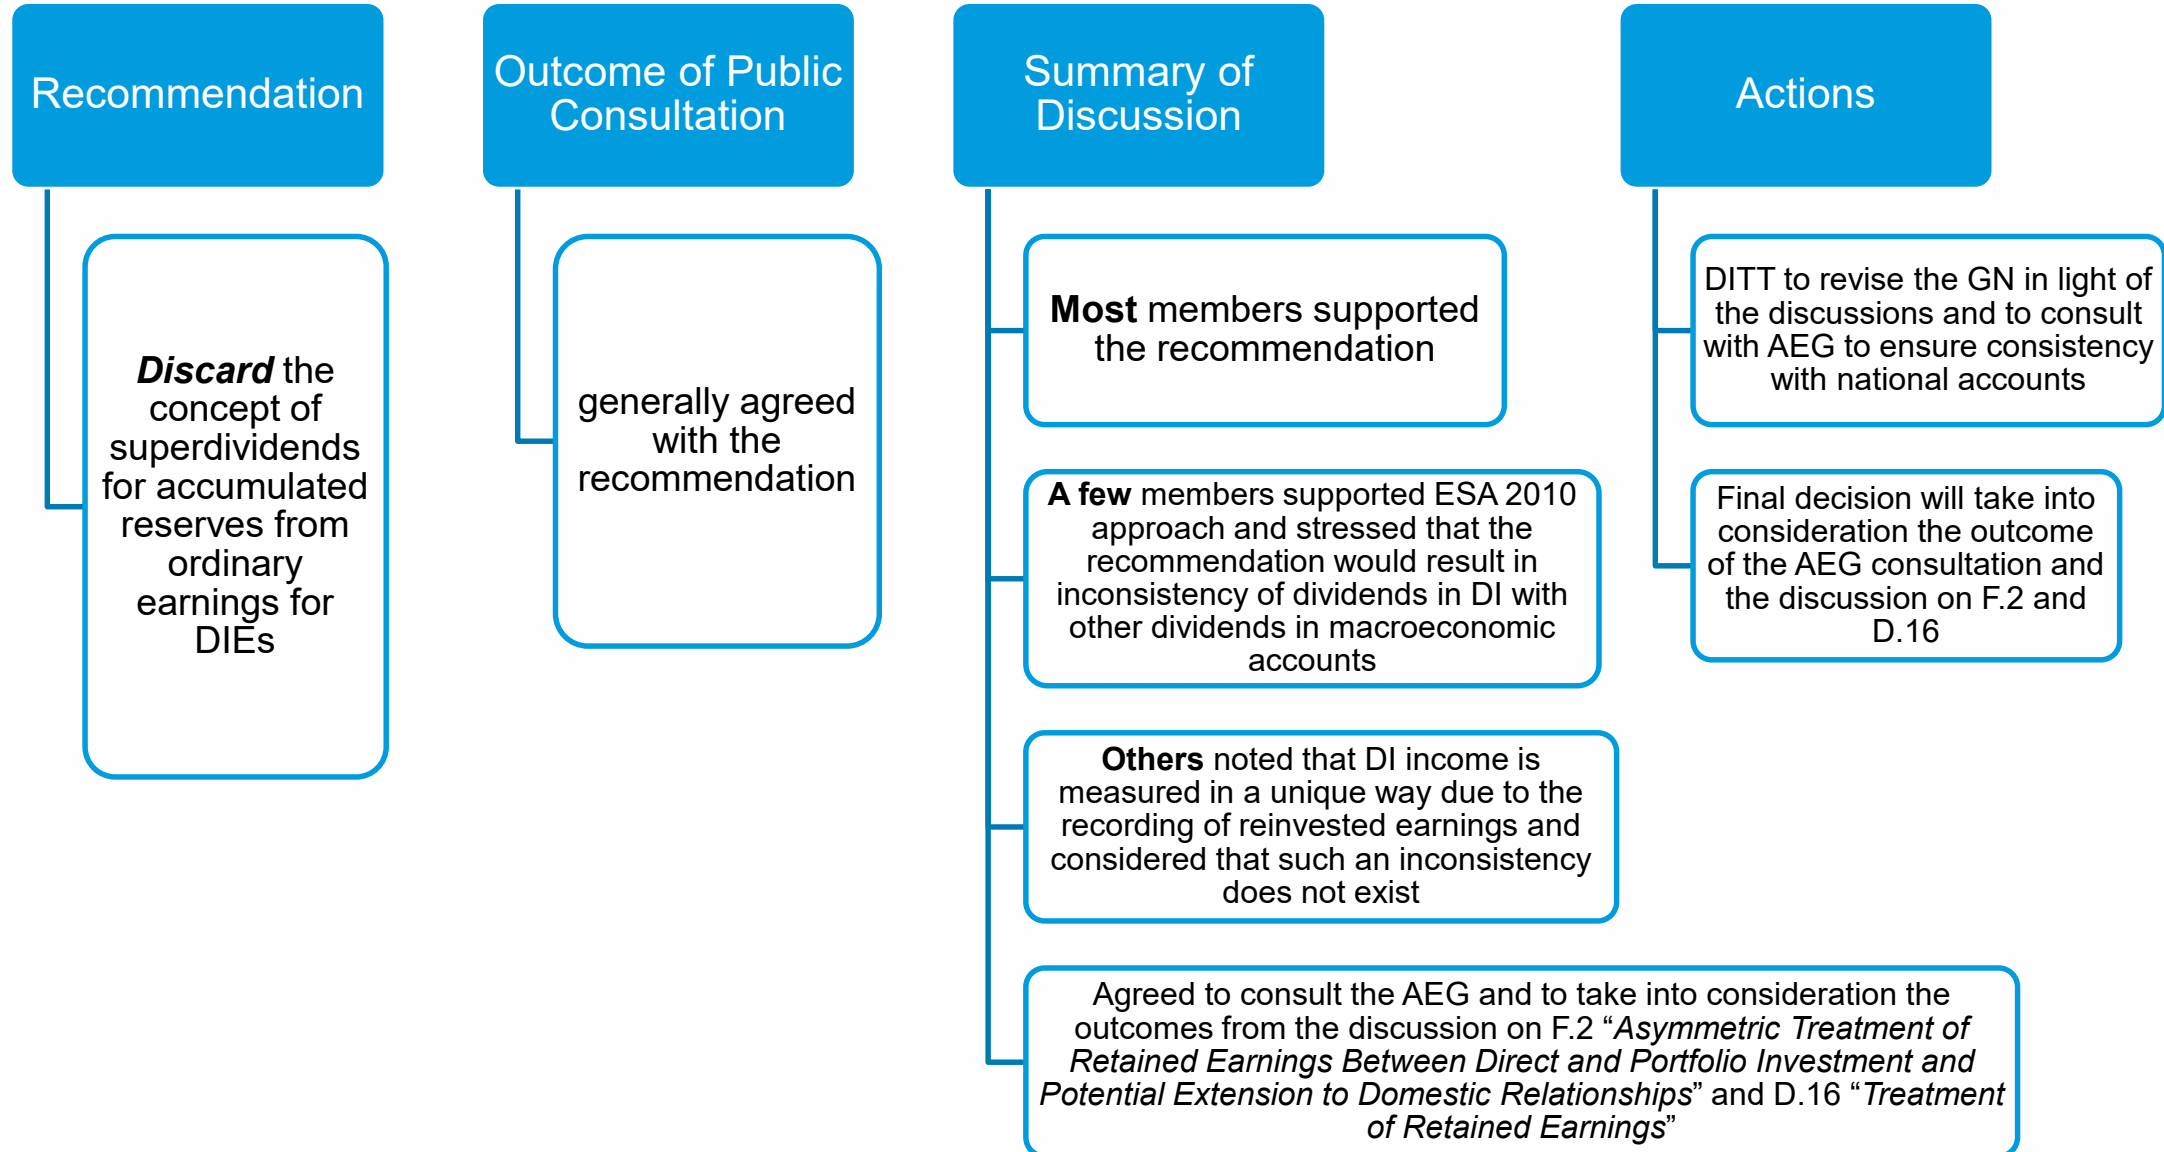 Recommendation
Discard the
concept of
superdividends
for accumulated
reserves from
ordinary
earnings for
DIEs
Outcome of Public
Consultation
generally agreed
with the
recommendation
Summary of
Discussion
Most members supported
the recommendation
A few members supported ESA 2010
approach and stressed that the
recommendation would result in
inconsistency of dividends in DI with
other dividends in macroeconomic
accounts
Others noted that DI income is
measured in a unique way due to the
recording of reinvested earnings and
considered that such an inconsistency
does not exist
Agreed to consult the AEG and to take into consideration the
outcomes from the discussion on F.2 “Asymmetric Treatment of
Retained Earnings Between Direct and Portfolio Investment and
Potential Extension to Domestic Relationships” and D.16 “Treatment
of Retained Earnings”
Actions
DITT to revise the GN in light of
the discussions and to consult
with AEG to ensure consistency
with national accounts
Final decision will take into
consideration the outcome
of the AEG consultation and
the discussion on F.2 and
D.16